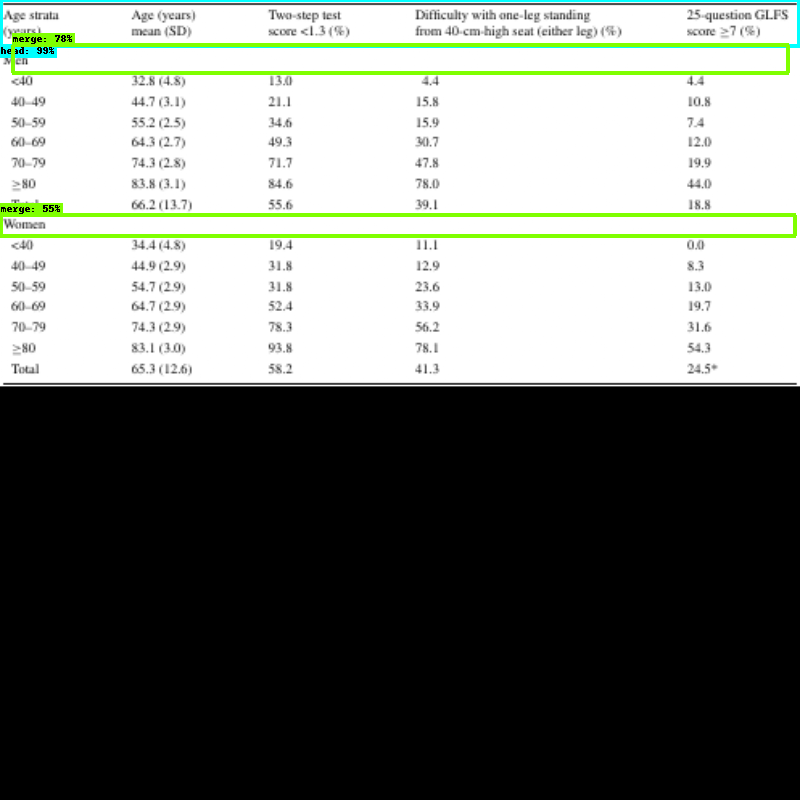 Age strata Age (years) Two-step test Difficulty with one-leg standing 25-question GLFS
(years) mean (SD) score <1.3 (%) from 40-cm-high seat (either leg) (%) score ≥7 (%)
merge: 78%
head: 99%
Men
<40 32.8 (4.8) 13.0 4.4 4.4
40–49 44.7 (3.1) 21.1 15.8 10.8
50–59 55.2 (2.5) 34.6 15.9 7.4
60–69 64.3 (2.7) 49.3 30.7 12.0
70–79 74.3 (2.8) 71.7 47.8 19.9
≥80 83.8 (3.1) 84.6 78.0 44.0
Total 66.2 (13.7) 55.6 39.1 18.8
merge: 55%
Women
<40 34.4 (4.8) 19.4 11.1 0.0
40–49 44.9 (2.9) 31.8 12.9 8.3
50–59 54.7 (2.9) 31.8 23.6 13.0
60–69 64.7 (2.9) 52.4 33.9 19.7
70–79 74.3 (2.9) 78.3 56.2 31.6
≥80 83.1 (3.0) 93.8 78.1 54.3
Total 65.3 (12.6) 58.2 41.3 24.5*